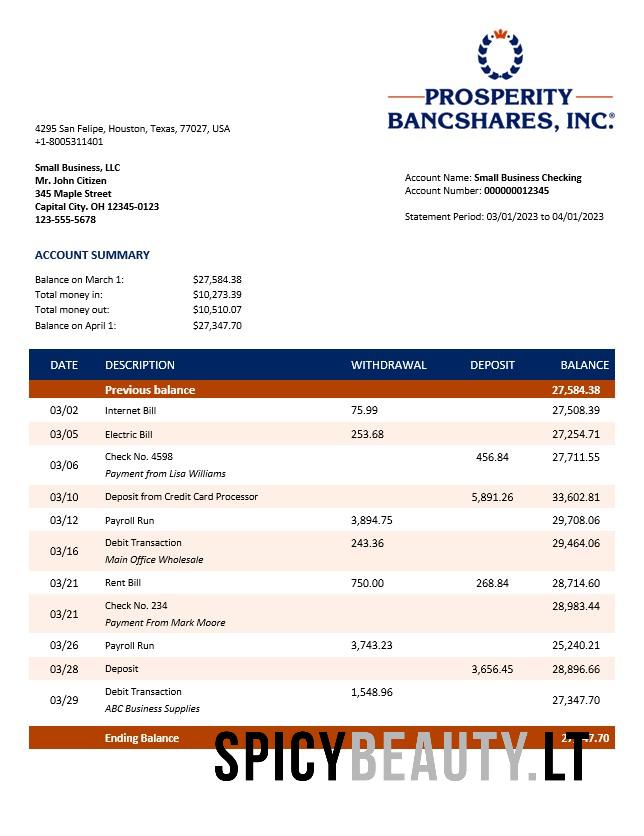 PROSPERITY
BANCSHARES, INC.®
4295 San Felipe, Houston, Texas, 77027, USA
+1-8005311401
Small Business, LLC
Mr. John Citizen
345 Maple Street
Capital City. OH 12345-0123
123-555-5678
Account Name: Small Business Checking
Account Number: 000000012345
Statement Period: 03/01/2023 to 04/01/2023
ACCOUNT SUMMARY
Balance on March 1: $27,584.38
Total money in: $10,273.39
Total money out: $10,510.07
Balance on April 1: $27,347.70
DATE DESCRIPTION WITHDRAWAL DEPOSIT BALANCE
Previous balance 27,584.38
03/02 Internet Bill 75.99 27,508.39
03/05 Electric Bill 253.68 27,254.71
03/06 Check No. 4598 456.84 27,711.55
Payment from Lisa Williams
03/10 Deposit from Credit Card Processor 5,891.26 33,602.81
03/12 Payroll Run 3,894.75 29,708.06
03/16 Debit Transaction 243.36 29,464.06
Main Office Wholesale
03/21 Rent Bill 750.00 268.84 28,714.60
03/21 Check No. 234 28,983.44
Payment From Mark Moore
03/26 Payroll Run 3,743.23 25,240.21
03/28 Deposit 3,656.45 28,896.66
03/29 Debit Transaction 1,548.96 27,347.70
ABC Business Supplies
Ending Balance
SPICYBEAUTY.LT